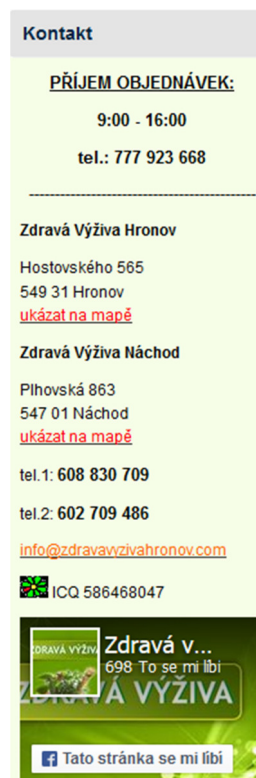 Kontakt
PŘÍJEM OBJEDNÁVEK:
9:00 - 16:00
tel.: 777 923 668
Zdravá Výživa Hronov
Hostovského 565
549 31 Hronov
ukázat na mapě
Zdravá Výživa Náchod
Plhovská 863
547 01 Náchod
ukázat na mapě
tel.1: 608 830 709
tel.2: 602 709 486
info@zdravavyzivahronov.com
ICQ 586468047
ZDRAVÁ VÝŽIVA
Zdravá v...
698 To se mi líbí
ZDRAVÁ VÝŽIVA
Tato stránka se mi líbí